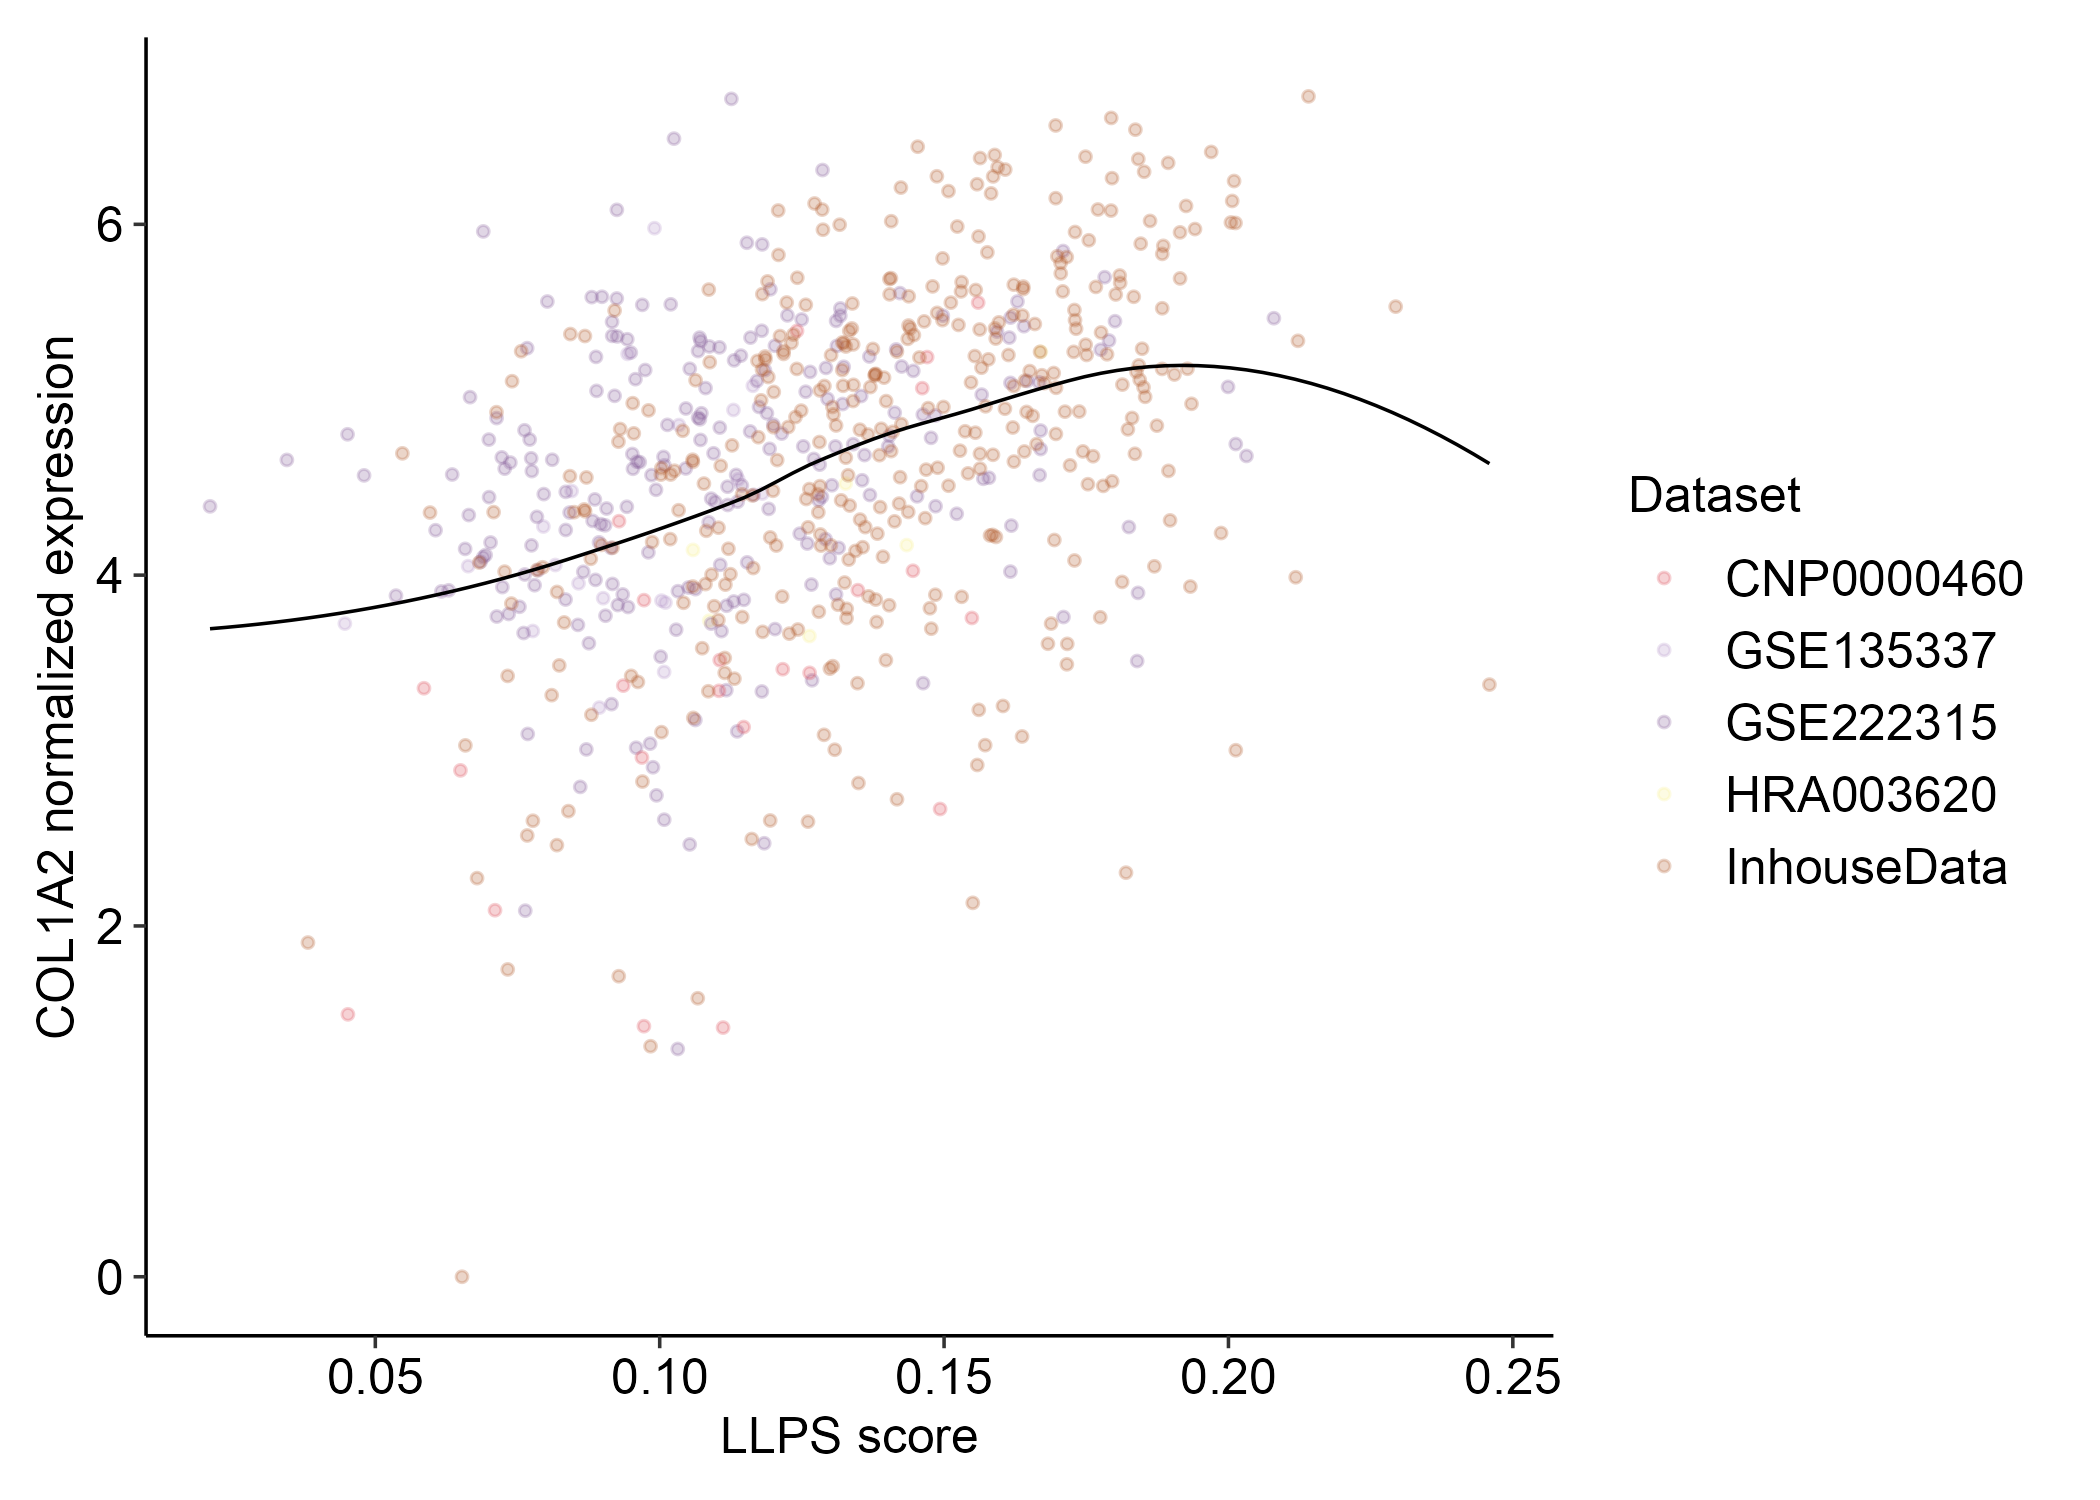 COL1A2 normalized expression
6
4
2
0
0.05
0.10
0.15
0.20
0.25
LLPS score
Dataset
CNP0000460
GSE135337
GSE222315
HRA003620
InhouseData